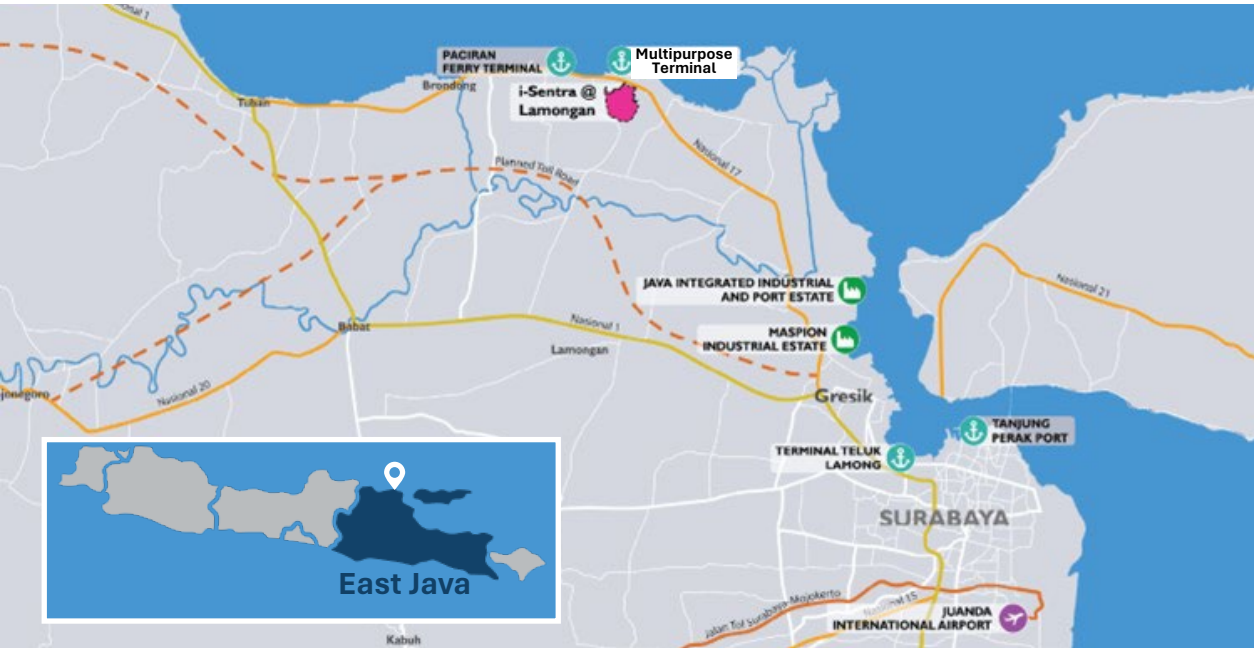 Nasional 1
PACIRAN
FERRY TERMINAL
Multipurpose
Terminal
Brondong
i-Sentra @
Lamongan
Tuban
Nasional 17
Planned Toll Road
JAVA INTEGRATED INDUSTRIAL
AND PORT ESTATE
Nasional 21
Babat
Nasional 1
MASPION
INDUSTRIAL ESTATE
Lamongan
Nasional 20
jonegoro
Gresik
TANJUNG
PERAK PORT
TERMINAL TELUK
LAMONG
SURABAYA
East Java
Jalan Tol Surabaya-Mojokerto
Nasional 15
JUANDA
INTERNATIONAL AIRPORT
Kabuh